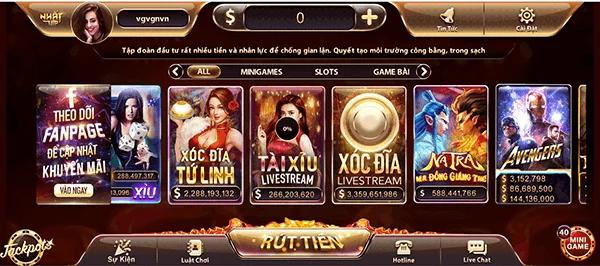 NHẤT VIP
vgvgnvn
$ 0 +
Tin Tức
Cài Đặt
Tập đoàn đầu tư rất nhiều tiền và nhân lực để chống gian lận. Quyết tạo môi trường công bằng, trong sạch
ALL
MINIGAMES
SLOTS
GAME BÀI
f
THEO DÕI
FANPAGE
ĐỂ CẬP NHẬT
KHUYẾN MÃI
VÀO NGAY
288,497,317
XỈU
XÓC ĐĨA
TỨ LINH
$ 2,288,193,132
0%
TÀI XỈU
LIVESTREAM
$ 266,203,620
XÓC ĐĨA
LIVESTREAM
$ 3,359,651,986
NA TRA
MA ĐỒNG GIÁNG THẾ
$ 588,441,766
AVENGERS
$ 3,152,798
$ 86,689,500
$ 144,136,000
Jackpots
Sự Kiện
Luật Chơi
RÚT TIỀN
Hotline
Live Chat
40
MINI
GAME